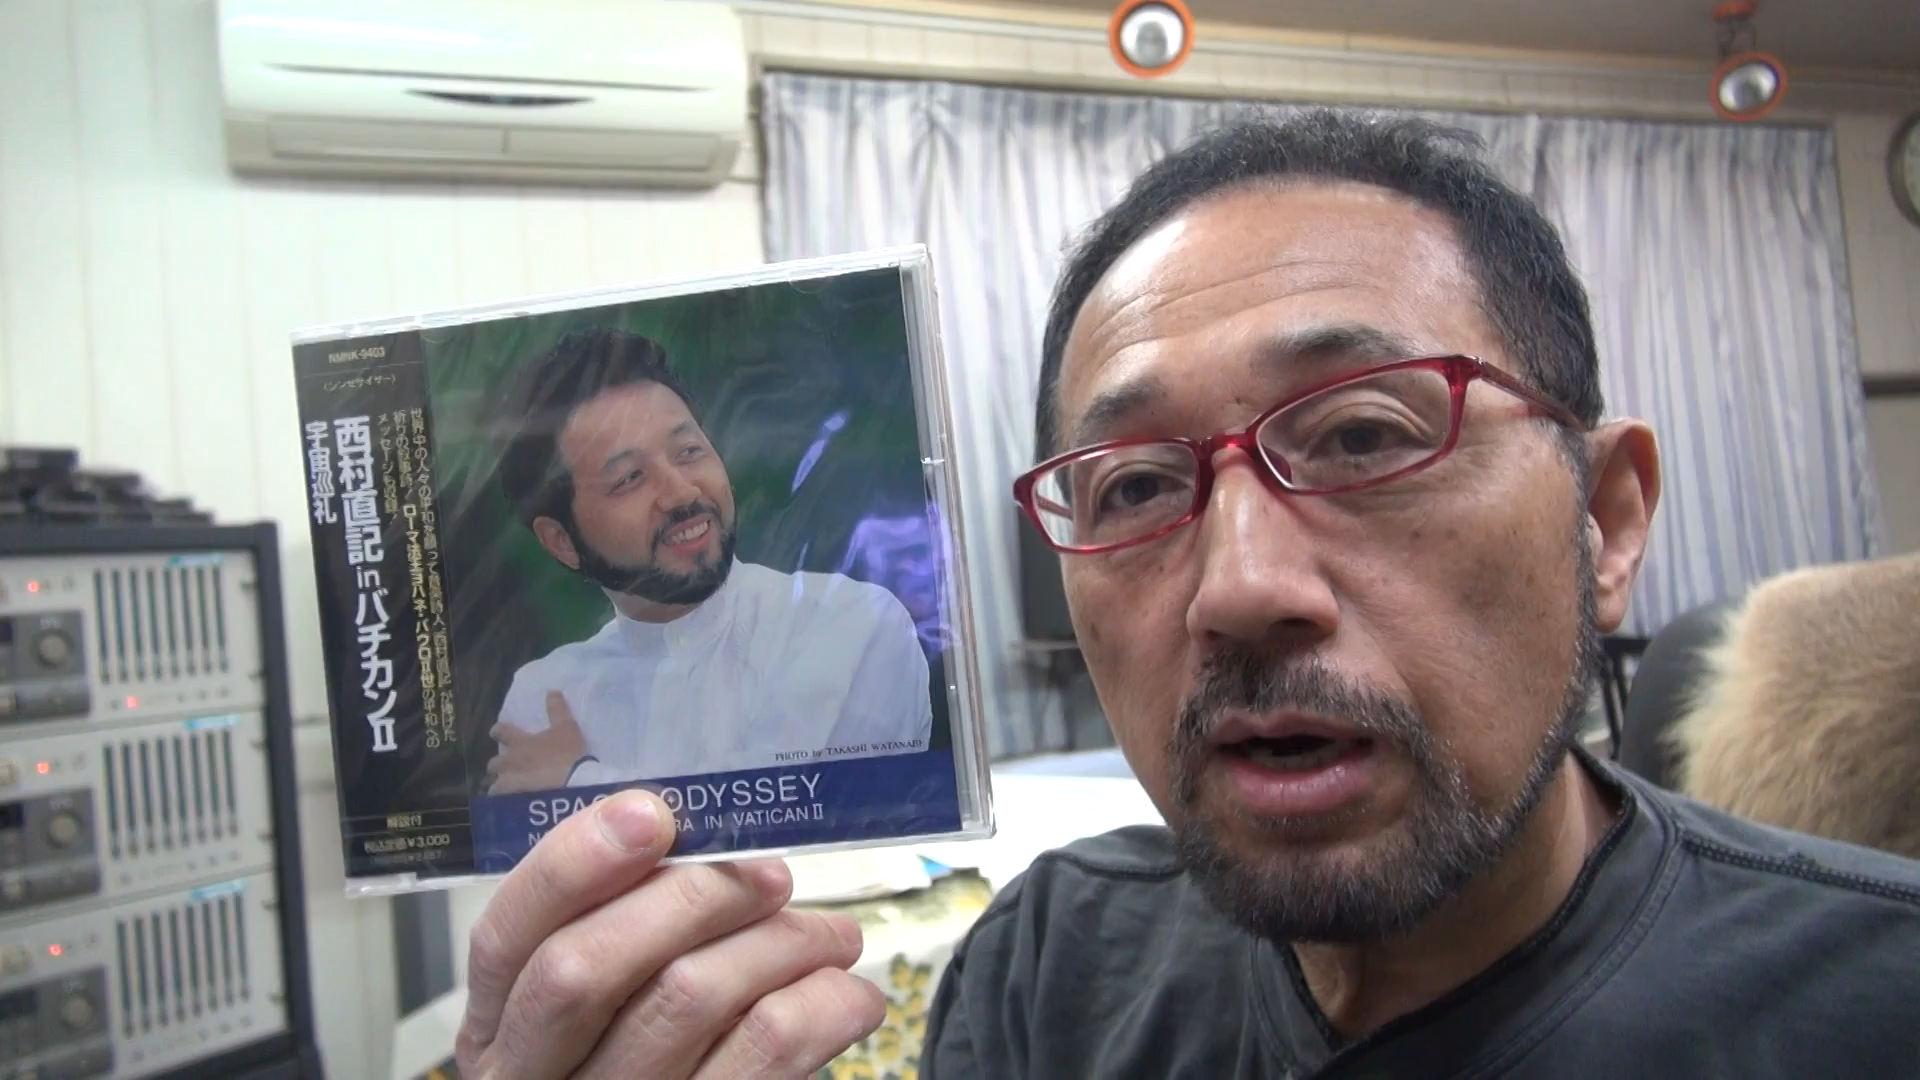 NMNK-9403
(シンセサイザー)
世界中の人々の平和を願って音楽詩人“西村直記”が捧げた
祈りの叙事詩! ローマ法王ヨハネ・パウロⅡ世の平和への
メッセージも収録!
西村直記inバチカンⅡ
宇宙巡礼
解説付
税込定価¥3,000
PHOTO by TAKASHI WATANABE
ODYSSEY
IN VATICAN Ⅱ